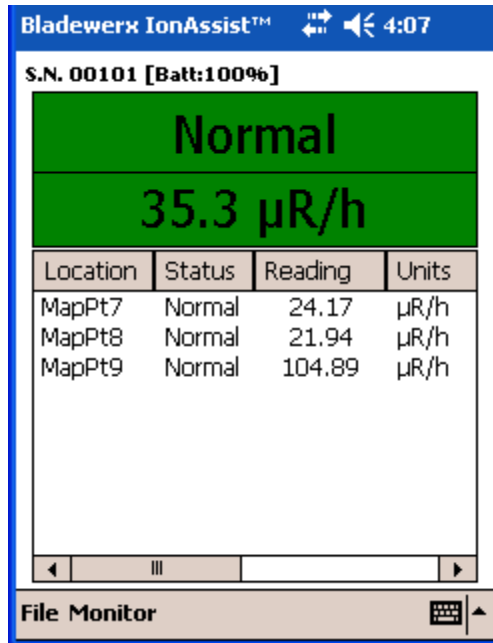 Bladewerx IonAssist™ 4:07
S.N. 00101 [Batt:100%]
Normal
35.3 µR/h
Location Status Reading Units
MapPt7 Normal 24.17 µR/h
MapPt8 Normal 21.94 µR/h
MapPt9 Normal 104.89 µR/h
File Monitor